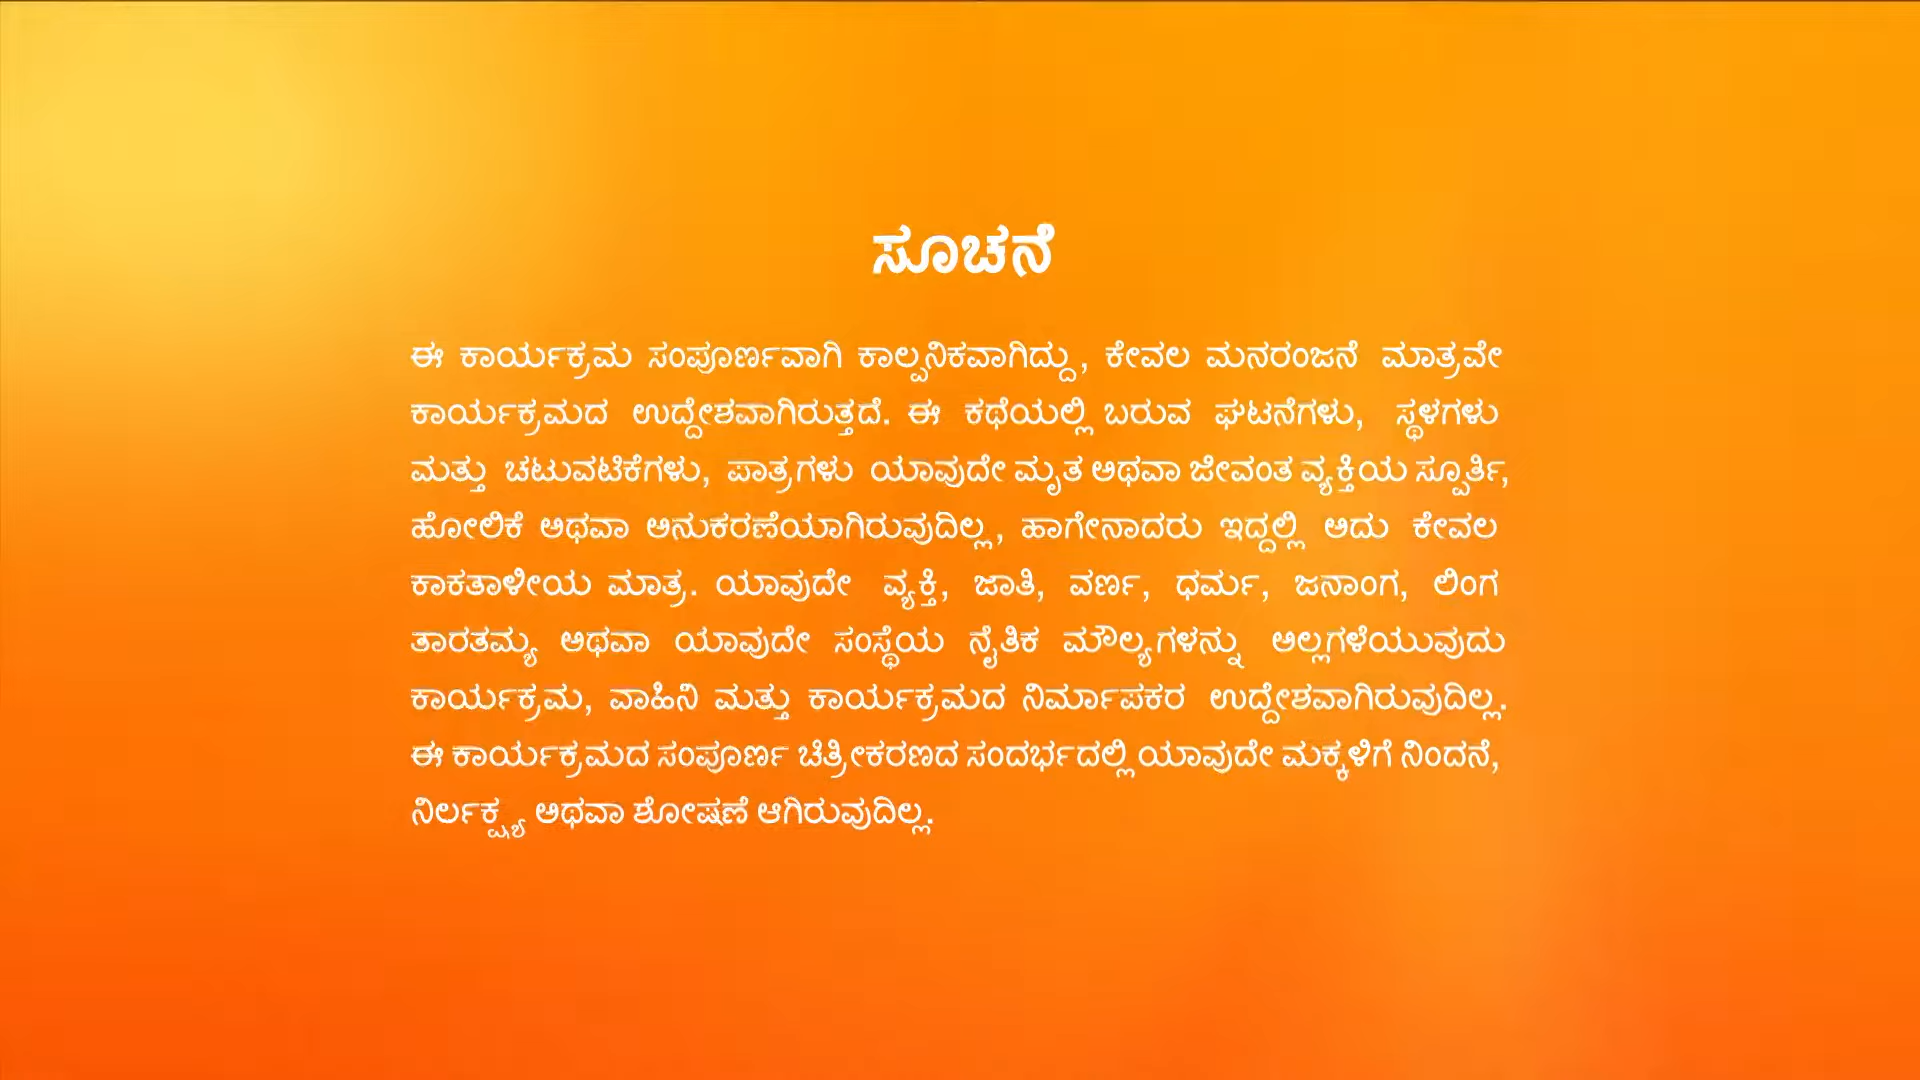 ಸೂಚನೆ
ಈ ಕಾರ್ಯಕ್ರಮ ಸಂಪೂರ್ಣವಾಗಿ ಕಾಲ್ಪನಿಕವಾಗಿದ್ದು, ಕೇವಲ ಮನರಂಜನೆ ಮಾತ್ರವೇ
ಕಾರ್ಯಕ್ರಮದ ಉದ್ದೇಶವಾಗಿರುತ್ತದೆ. ಈ ಕಥೆಯಲ್ಲಿ ಬರುವ ಘಟನೆಗಳು, ಸ್ಥಳಗಳು
ಮತ್ತು ಚಟುವಟಿಕೆಗಳು, ಪಾತ್ರಗಳು ಯಾವುದೇ ಮೃತ ಅಥವಾ ಜೀವಂತ ವ್ಯಕ್ತಿಯ ಸ್ಪೂರ್ತಿ,
ಹೋಲಿಕೆ ಅಥವಾ ಅನುಕರಣೆಯಾಗಿರುವುದಿಲ್ಲ, ಹಾಗೇನಾದರು ಇದ್ದಲ್ಲಿ ಅದು ಕೇವಲ
ಕಾಕತಾಳೀಯ ಮಾತ್ರ. ಯಾವುದೇ ವ್ಯಕ್ತಿ, ಜಾತಿ, ವರ್ಣ, ಧರ್ಮ, ಜನಾಂಗ, ಲಿಂಗ
ತಾರತಮ್ಯ ಅಥವಾ ಯಾವುದೇ ಸಂಸ್ಥೆಯ ನೈತಿಕ ಮೌಲ್ಯಗಳನ್ನು ಅಲ್ಲಗಳೆಯುವುದು
ಕಾರ್ಯಕ್ರಮ, ವಾಹಿನಿ ಮತ್ತು ಕಾರ್ಯಕ್ರಮದ ನಿರ್ಮಾಪಕರ ಉದ್ದೇಶವಾಗಿರುವುದಿಲ್ಲ.
ಈ ಕಾರ್ಯಕ್ರಮದ ಸಂಪೂರ್ಣ ಚಿತ್ರೀಕರಣದ ಸಂದರ್ಭದಲ್ಲಿ ಯಾವುದೇ ಮಕ್ಕಳಿಗೆ ನಿಂದನೆ,
ನಿರ್ಲಕ್ಷ್ಯ ಅಥವಾ ಶೋಷಣೆ ಆಗಿರುವುದಿಲ್ಲ.